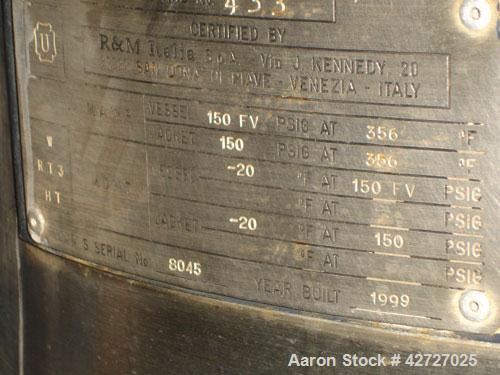 433
U
CERTIFIED BY
R&M Italia S.p.A. Via J. KENNEDY, 20
SAN DONA DI PIAVE - VENEZIA - ITALY
VESSEL 150 FV PSIG AT 356 °F
JACKET 150 PSIG AT 356 °F
W
RT3
HT
-20 °F AT 150 FV PSIG
°F AT PSIG
JACKET -20 °F AT 150 PSIG
°F AT PSIG
S SERIAL No 8045 YEAR BUILT 1999
Aaron Stock # 42727025